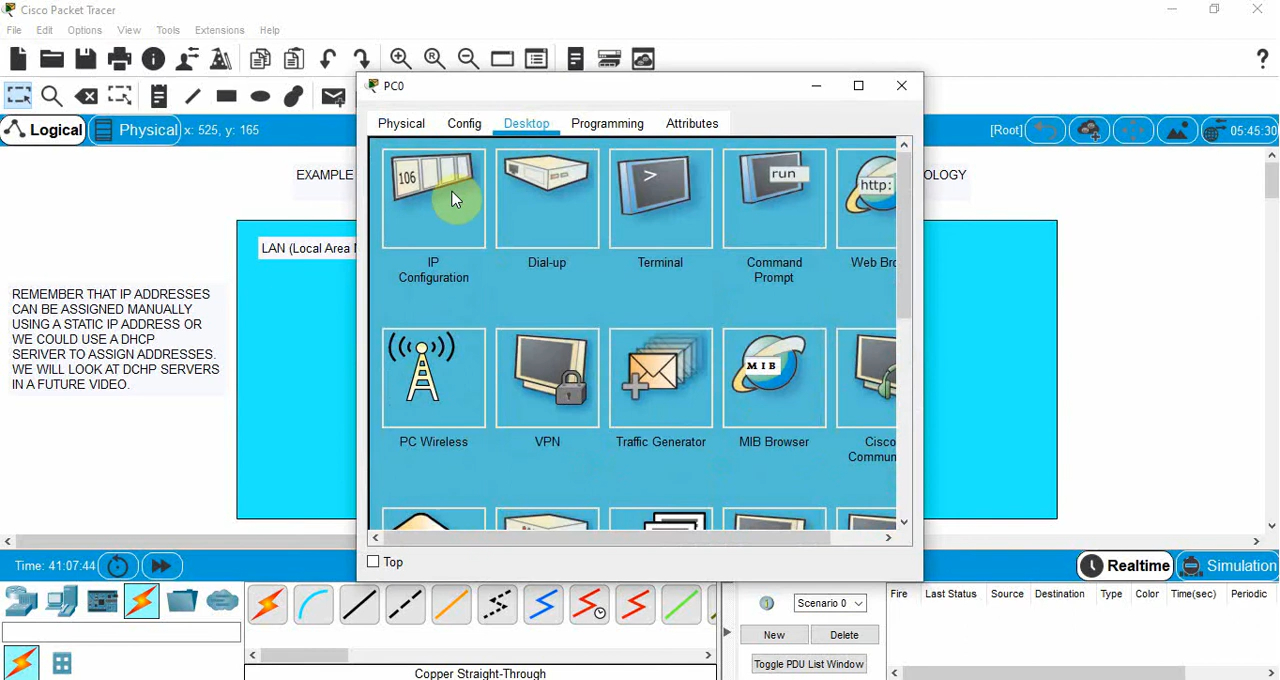 Cisco Packet Tracer
File Edit Options View Tools Extensions Help
?
PC0
Logical
Physical
x: 525, y: 165
[Root]
05:45:30
Physical Config Desktop Programming Attributes
EXAMPLE
OLOGY
LAN (Local Area
REMEMBER THAT IP ADDRESSES
CAN BE ASSIGNED MANUALLY
USING A STATIC IP ADDRESS OR
WE COULD USE A DHCP
SERIVER TO ASSIGN ADDRESSES.
WE WILL LOOK AT DCHP SERVERS
IN A FUTURE VIDEO.
106
>
run
http:
IP
Configuration
Dial-up
Terminal
Command
Prompt
Web Bro
MIB
PC Wireless
VPN
Traffic Generator
MIB Browser
Cisco
Commun
Top
Time: 41:07:44
Realtime
Simulation
Scenario 0
New
Delete
Toggle PDU List Window
Fire Last Status Source Destination Type Color Time(sec) Periodic
Copper Straight-Through